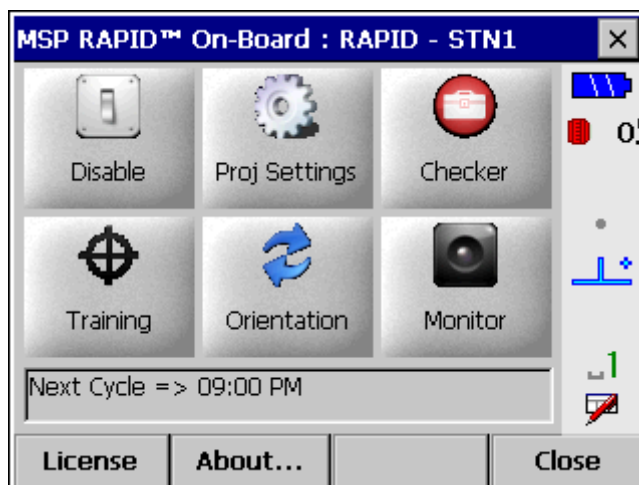 MSP RAPID™ On-Board : RAPID - STN1
Disable
Proj Settings
Checker
Training
Orientation
Monitor
Next Cycle => 09:00 PM
License
About...
Close
1